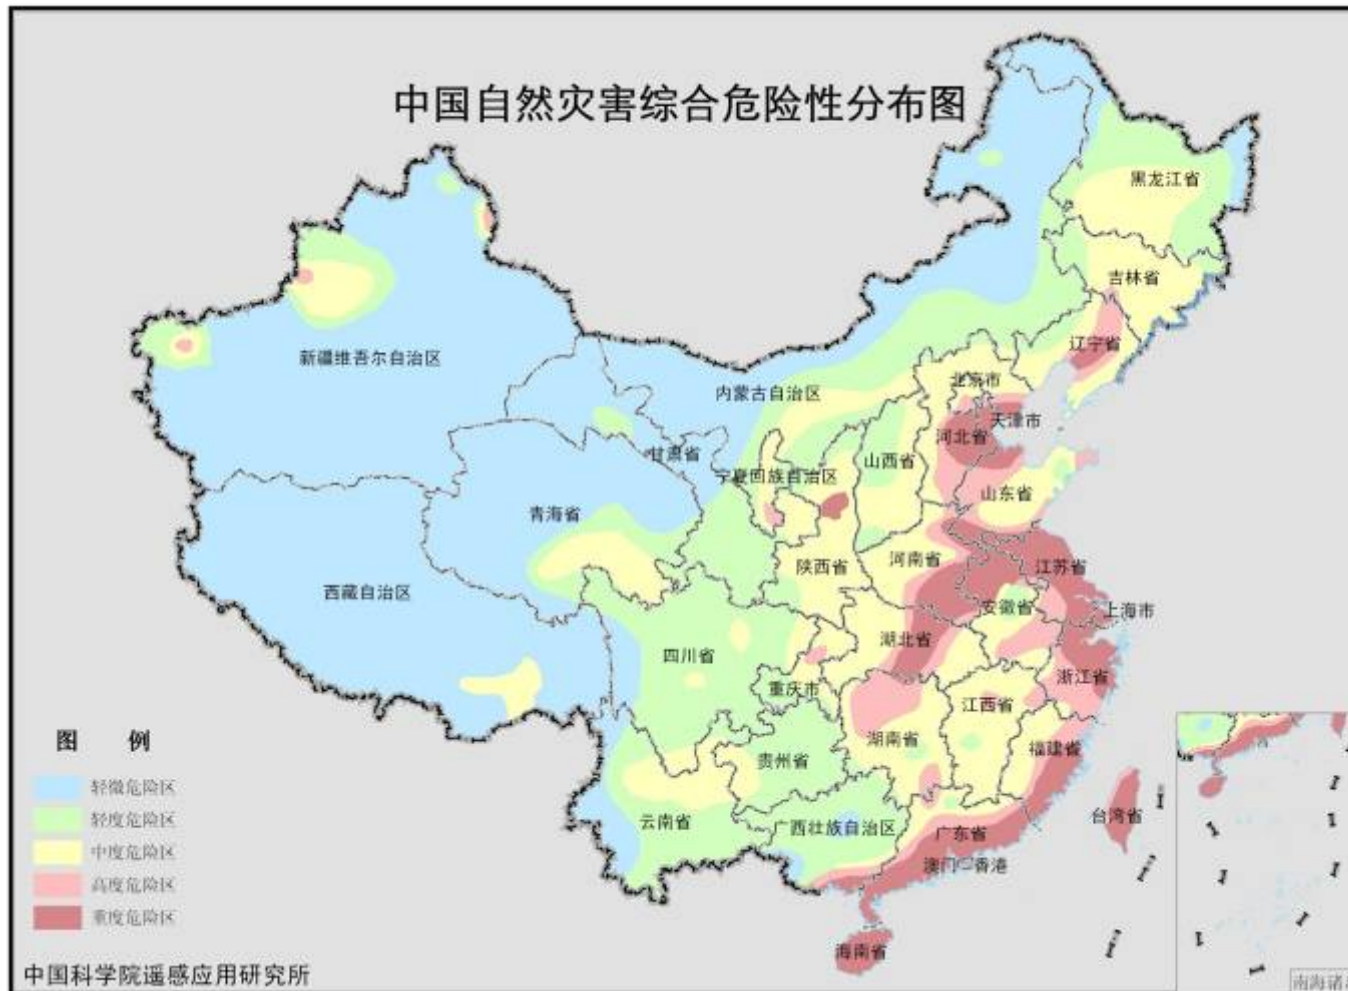 中国自然灾害综合危险性分布图
黑龙江省
吉林省
辽宁省
新疆维吾尔自治区
内蒙古自治区
北京市
天津市
河北省
甘肃省
山西省
宁夏回族自治区
山东省
青海省
陕西省
河南省
江苏省
西藏自治区
安徽省
上海市
湖北省
四川省
浙江省
重庆市
江西省
湖南省
福建省
贵州省
云南省
广西壮族自治区
广东省
台湾省
澳门
香港
海南省
图 例
轻微危险区
轻度危险区
中度危险区
高度危险区
重度危险区
中国科学院遥感应用研究所
南海诸